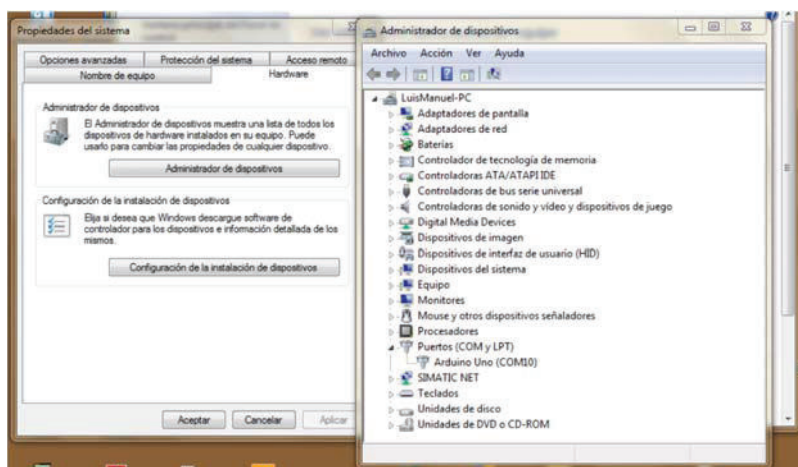 Propiedades del sistema
Opciones avanzadas
Protección del sistema
Acceso remoto
Nombre de equipo
Hardware
Administrador de dispositivos
El Administrador de dispositivos muestra una lista de todos los
dispositivos de hardware instalados en su equipo. Puede
usarlo para cambiar las propiedades de cualquier dispositivo.
Administrador de dispositivos
Configuración de la instalación de dispositivos
Elija si desea que Windows descargue software de
controlador para los dispositivos e información detallada de los
mismos.
Configuración de la instalación de dispositivos
Aceptar
Cancelar
Aplicar
Administrador de dispositivos
Archivo Acción Ver Ayuda
LuisManuel-PC
Adaptadores de pantalla
Adaptadores de red
Baterías
Controlador de tecnología de memoria
Controladoras ATA/ATAPI IDE
Controladoras de bus serie universal
Controladoras de sonido y vídeo y dispositivos de juego
Digital Media Devices
Dispositivos de imagen
Dispositivos de interfaz de usuario (HID)
Dispositivos del sistema
Equipo
Monitores
Mouse y otros dispositivos señaladores
Procesadores
Puertos (COM y LPT)
Arduino Uno (COM10)
SIMATIC NET
Teclados
Unidades de disco
Unidades de DVD o CD-ROM